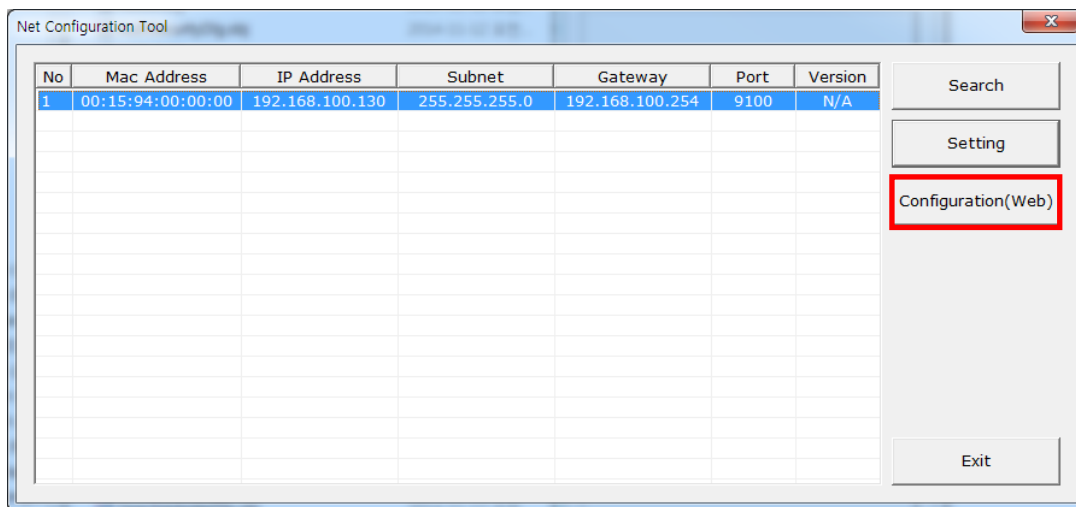 Net Configuration Tool
No Mac Address IP Address Subnet Gateway Port Version
1 00:15:94:00:00:00 192.168.100.130 255.255.255.0 192.168.100.254 9100 N/A
Search
Setting
Configuration(Web)
Exit